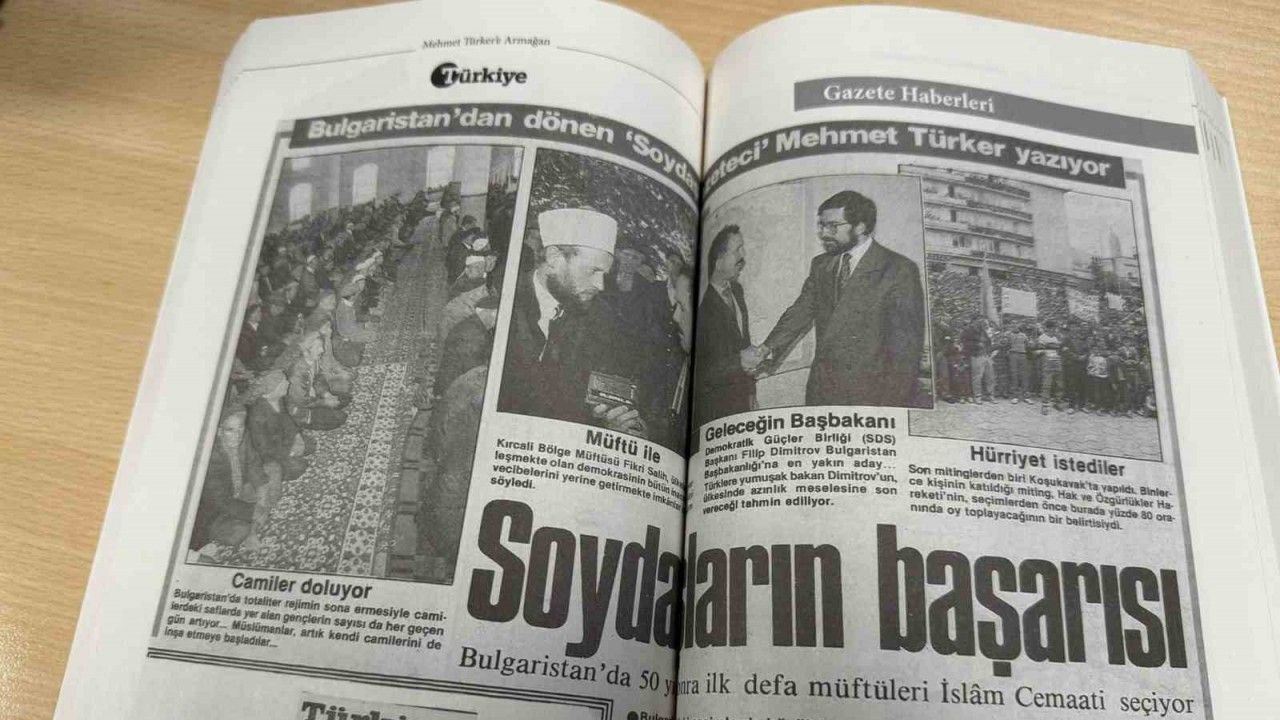 Mehmet Türker'e Armağan
Türkiye
Gazete Haberleri
Bulgaristan'dan dönen 'Soyda eteci' Mehmet Türker yazıyor
Camiler doluyor
Bulgaristan'da totaliter rejimin sona ermesiyle cami-
lerdeki saflarda yer alan gençlerin sayısı da her geçen
gün artıyor... Müslümanlar, artık kendi camilerini de
inşa etmeye başladılar...
Müftü ile
Kırcali Bölge Müftüsü Fikri Salih,
leşmekte olan demokrasinin bütün
vecibelerini yerine getirmekte
söyledi.
Geleceğin Başbakanı
Demokratik Güçler Birliği (SDS)
Başkanı Filip Dimitrov Bulgaristan
Başbakanlığı'na en yakın aday...
Türklere yumuşak bakan Dimitrov'un,
ülkesinde azınlık meselesine son
vereceği tahmin ediliyor.
Hürriyet istediler
Son mitinglerden biri Koşukavak'ta yapıldı. Binler-
ce kişinin katıldığı miting, Hak ve Özgürlükler Ha-
reketi'nin, seçimlerden önce burada yüzde 80 ora-
nında oy toplayacağının bir belirtisiydi.
Soyda ların başarısı
Bulgaristan'da 50 ilk defa müftüleri İslâm Cemaati seçiyor